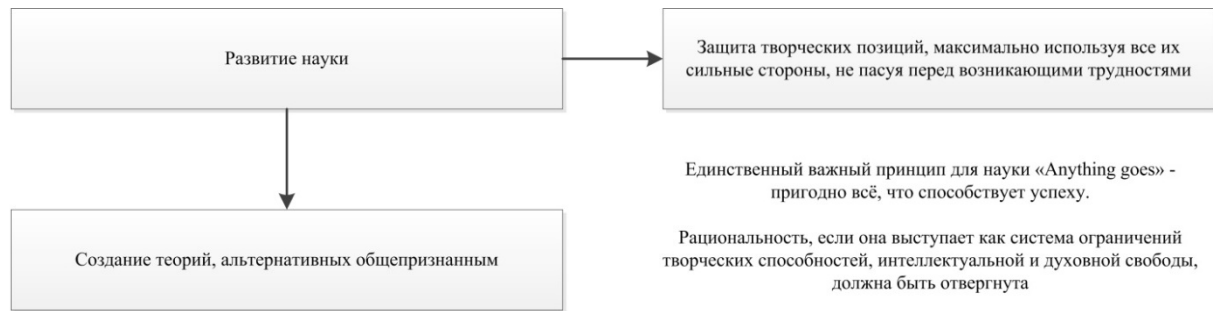 Развитие науки
Защита творческих позиций, максимально используя все их
сильные стороны, не пасуя перед возникающими трудностями
Единственный важный принцип для науки «Anything goes» -
пригодно всё, что способствует успеху.
Создание теорий, альтернативных общепризнанным
Рациональность, если она выступает как система ограничений
творческих способностей, интеллектуальной и духовной свободы,
должна быть отвергнута